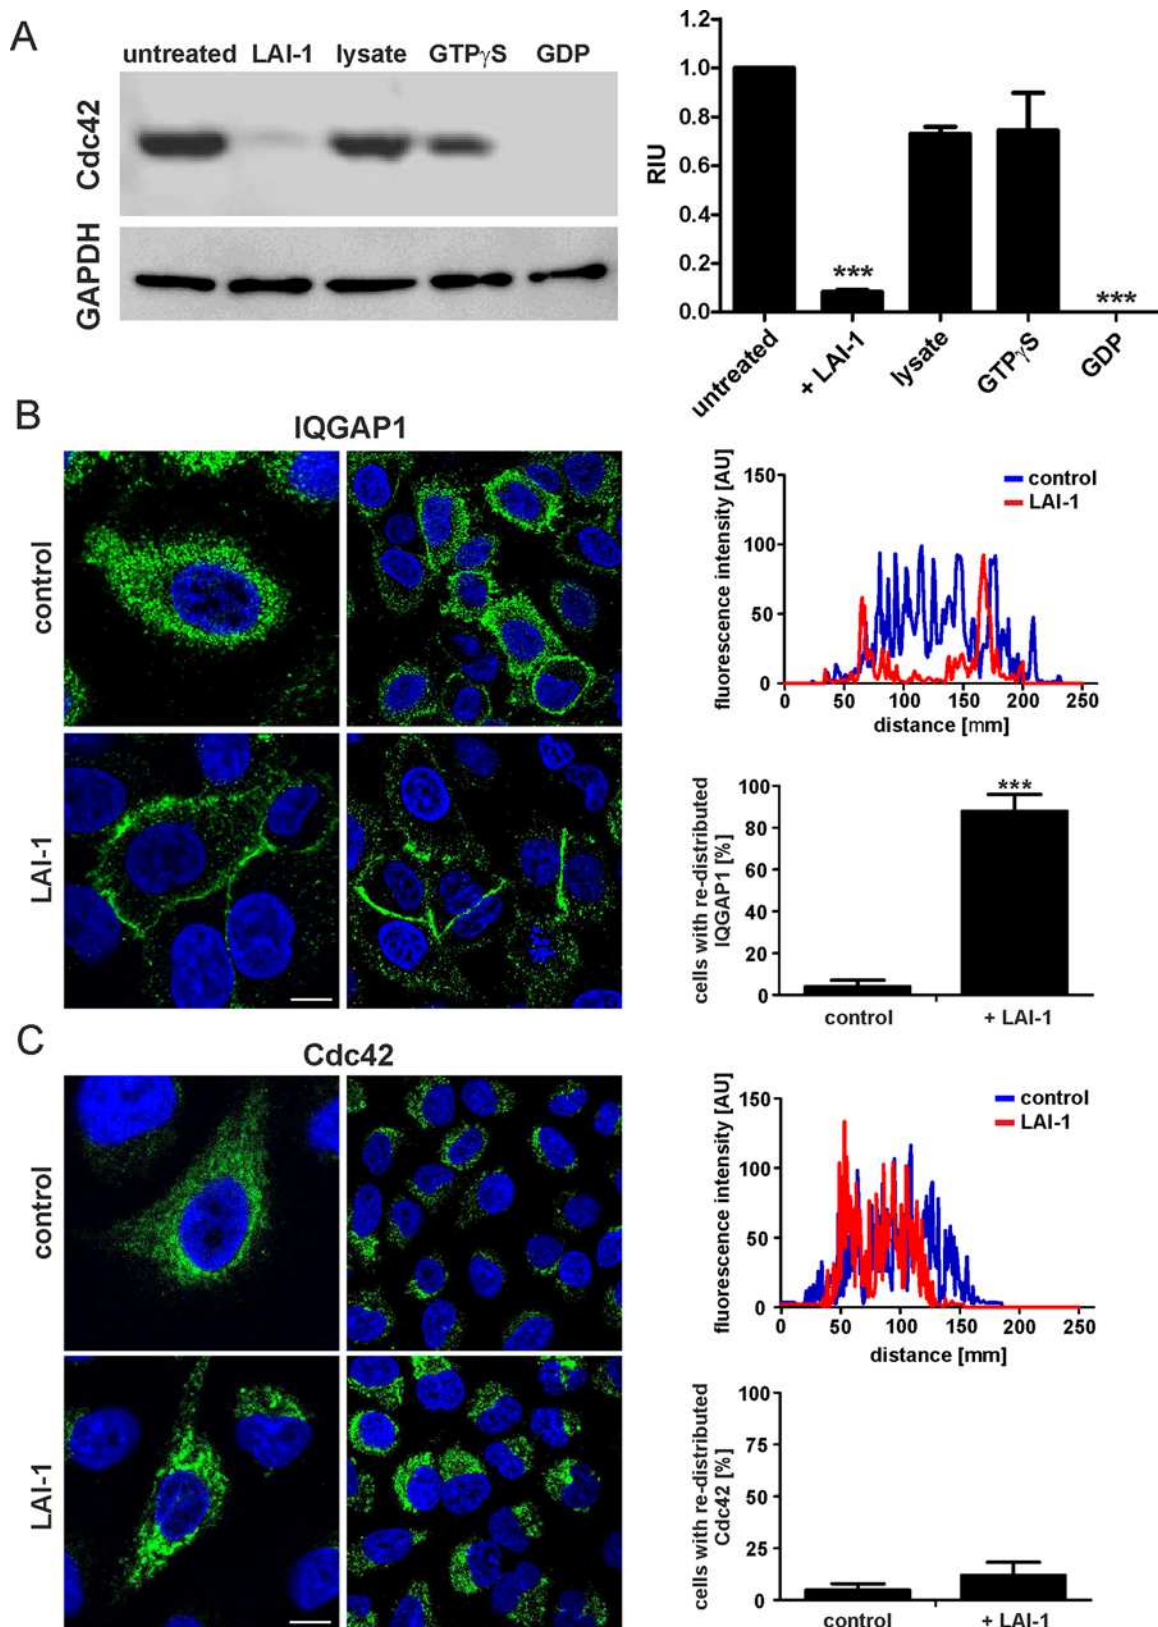 A
untreated LAI-1 lysate GTPγS GDP
Cdc42
GAPDH
RIU
1.2
1.0
0.8
0.6
0.4
0.2
0.0
***
***
untreated
+ LAI-1
lysate
GTPγS
GDP
B
IQGAP1
control
LAI-1
fluorescence intensity [AU]
150
100
50
0
control
LAI-1
0 50 100 150 200 250
distance [mm]
cells with re-distributed
IQGAP1 [%]
100
80
60
40
20
0
***
control + LAI-1
C
Cdc42
control
LAI-1
fluorescence intensity [AU]
150
100
50
0
control
LAI-1
0 50 100 150 200 250
distance [mm]
cells with re-distributed
Cdc42 [%]
100
75
50
25
0
control + LAI-1